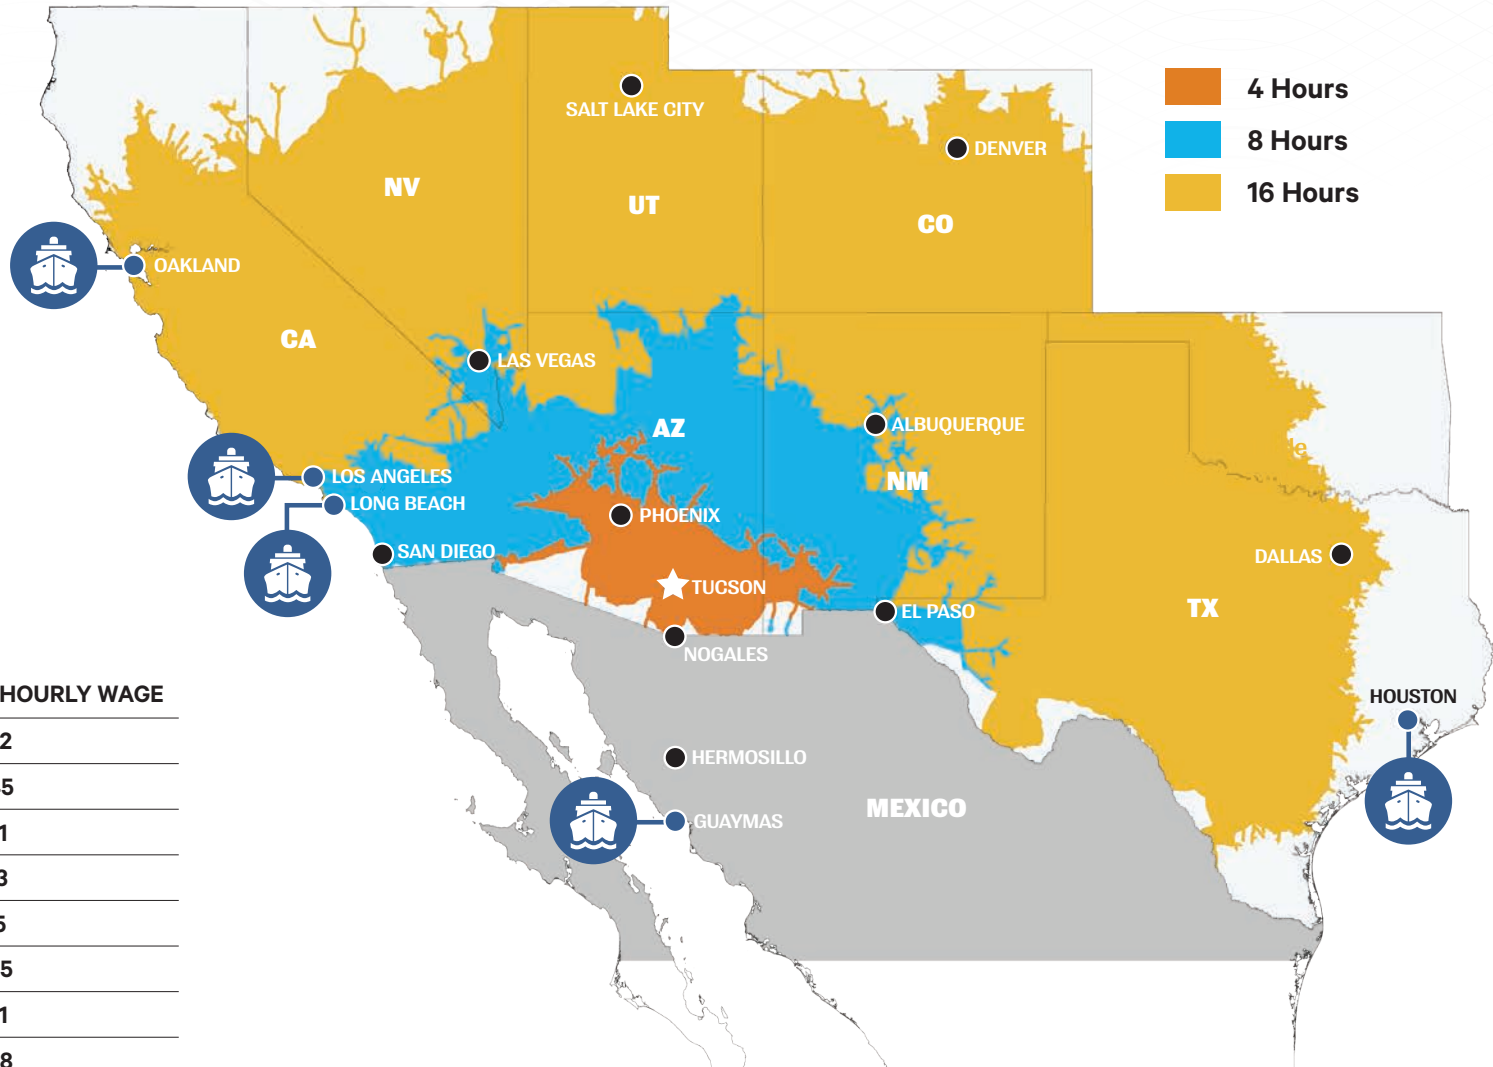 4 Hours
8 Hours
16 Hours
SALT LAKE CITY
DENVER
NV
UT
CO
OAKLAND
CA
LAS VEGAS
AZ
ALBUQUERQUE
NM
LOS ANGELES
LONG BEACH
PHOENIX
SAN DIEGO
DALLAS
TUCSON
EL PASO
TX
NOGALES
HOURLY WAGE
HOUSTON
2
5
1
3
5
5
1
8
HERMOSILLO
MEXICO
GUAYMAS